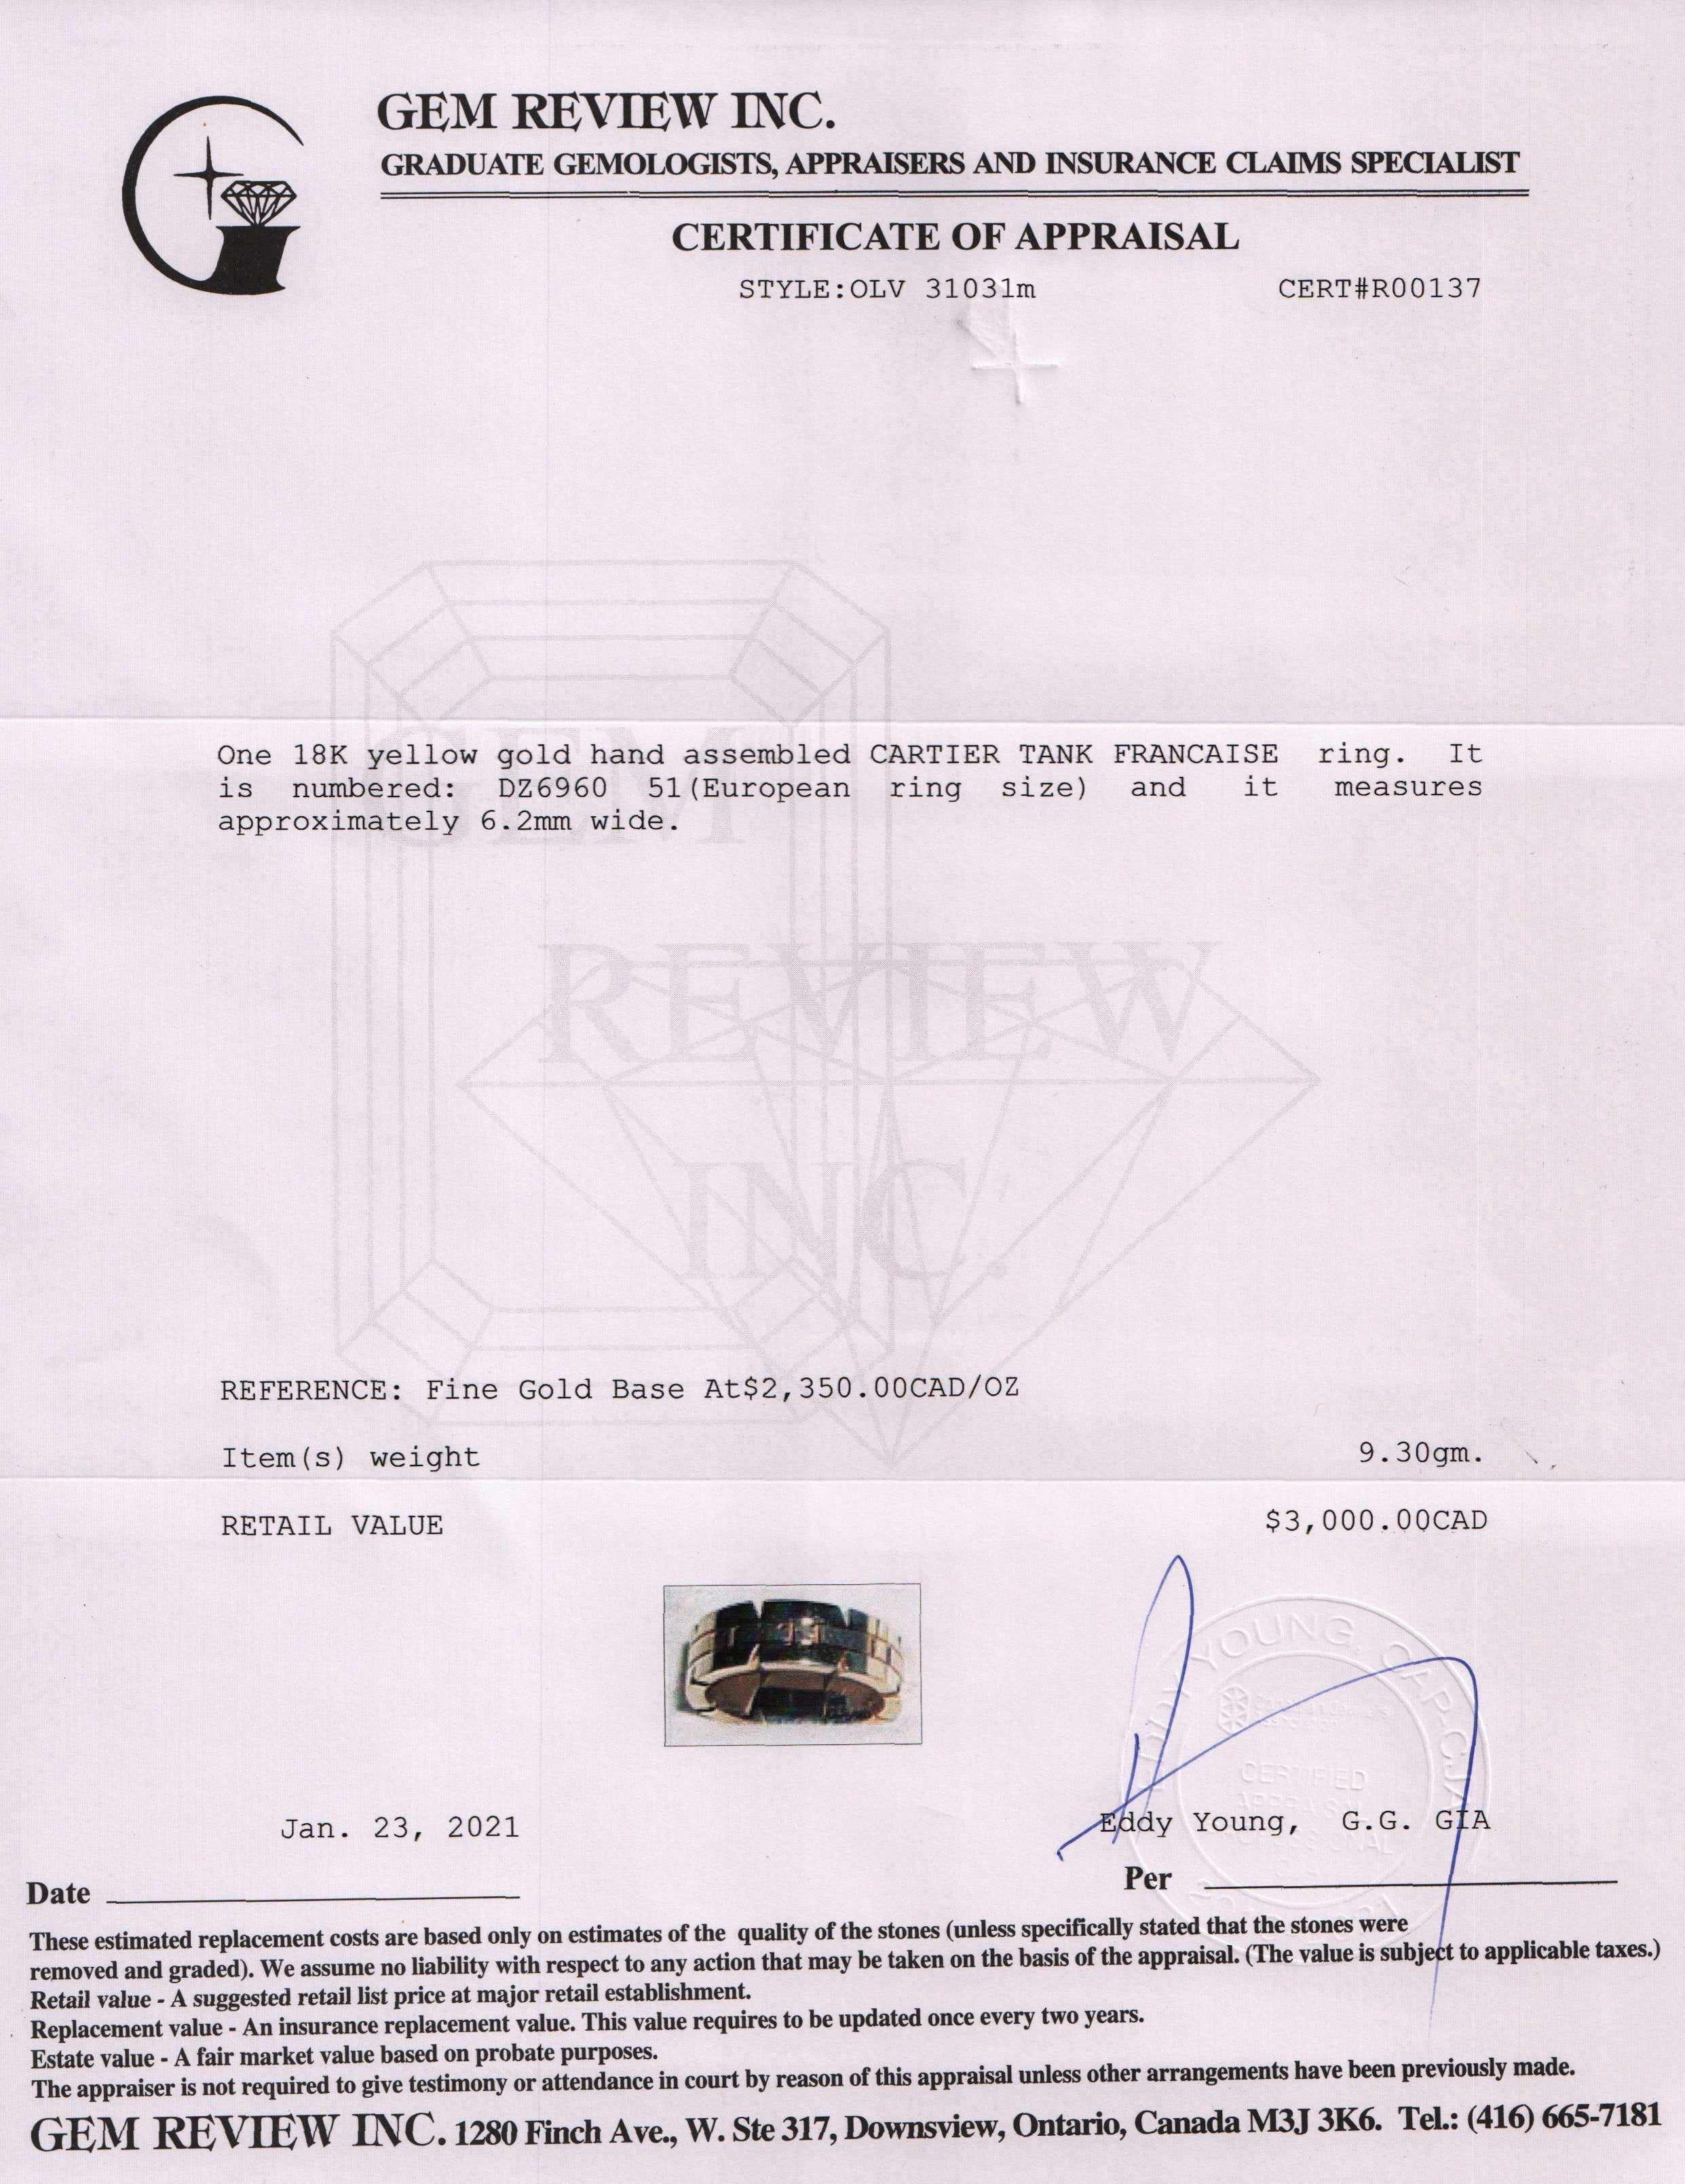 GEM REVIEW INC.
GRADUATE GEMOLOGISTS, APPRAISERS AND INSURANCE CLAIMS SPECIALIST
CERTIFICATE OF APPRAISAL
STYLE:OLV 31031m CERT#R00137
One 18K yellow gold hand assembled CARTIER TANK FRANCAISE ring. It
is numbered: DZ6960 51(European ring size) and it measures
approximately 6.2mm wide.
GEM
REVIEW
INC.
REFERENCE: Fine Gold Base At$2,350.00CAD/OZ
Item(s) weight 9.30gm.
RETAIL VALUE $3,000.00CAD
EDDY YOUNG, CAP-CJA
CERTIFIED
APPRAISAL
Jan. 23, 2021
Eddy Young, G.G. GIA
Date
Per
These estimated replacement costs are based only on estimates of the quality of the stones (unless specifically stated that the stones were
removed and graded). We assume no liability with respect to any action that may be taken on the basis of the appraisal. (The value is subject to applicable taxes.)
Retail value - A suggested retail list price at major retail establishment.
Replacement value - An insurance replacement value. This value requires to be updated once every two years.
Estate value - A fair market value based on probate purposes.
The appraiser is not required to give testimony or attendance in court by reason of this appraisal unless other arrangements have been previously made.
GEM REVIEW INC. 1280 Finch Ave., W. Ste 317, Downsview, Ontario, Canada M3J 3K6. Tel.: (416) 665-7181